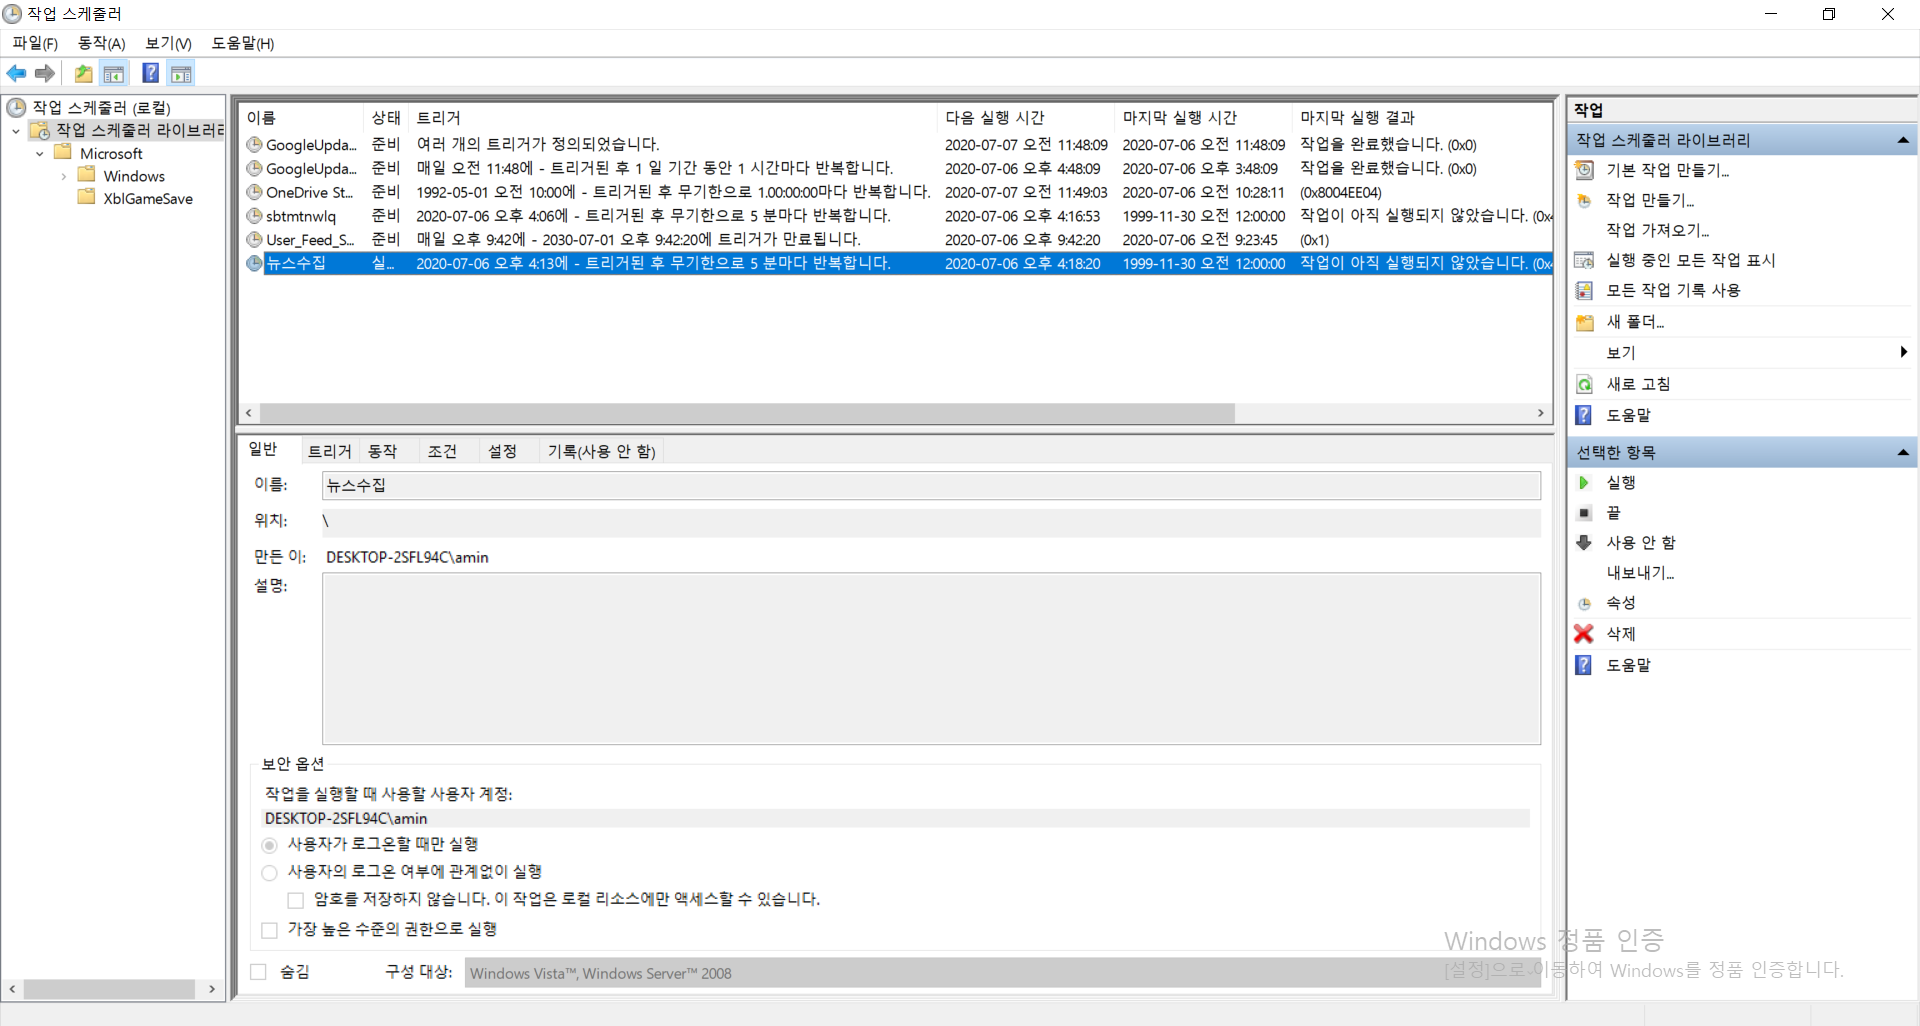 작업 스케줄러
파일(F) 동작(A) 보기(V) 도움말(H)
작업 스케줄러 (로컬)
작업 스케줄러 라이브러리
Microsoft
Windows
XblGameSave
이름 상태 트리거 다음 실행 시간 마지막 실행 시간 마지막 실행 결과
GoogleUpda... 준비 여러 개의 트리거가 정의되었습니다. 2020-07-07 오전 11:48:09 2020-07-06 오전 11:48:09 작업을 완료했습니다. (0x0)
GoogleUpda... 준비 매일 오전 11:48에 - 트리거된 후 1 일 기간 동안 1 시간마다 반복합니다. 2020-07-06 오후 4:48:09 2020-07-06 오후 3:48:09 작업을 완료했습니다. (0x0)
OneDrive St... 준비 1992-05-01 오전 10:00에 - 트리거된 후 무기한으로 1.00:00:00마다 반복합니다. 2020-07-07 오전 11:49:03 2020-07-06 오전 10:28:11 (0x8004EE04)
sbtmtnwlq 준비 2020-07-06 오후 4:06에 - 트리거된 후 무기한으로 5 분마다 반복합니다. 2020-07-06 오후 4:16:53 1999-11-30 오전 12:00:00 작업이 아직 실행되지 않았습니다. (0x
User_Feed_S... 준비 매일 오후 9:42에 - 2030-07-01 오후 9:42:20에 트리거가 만료됩니다. 2020-07-06 오후 9:42:20 2020-07-06 오전 9:23:45 (0x1)
뉴스수집 실... 2020-07-06 오후 4:13에 - 트리거된 후 무기한으로 5 분마다 반복합니다. 2020-07-06 오후 4:18:20 1999-11-30 오전 12:00:00 작업이 아직 실행되지 않았습니다. (0x
일반 트리거 동작 조건 설정 기록(사용 안 함)
이름: 뉴스수집
위치: \
만든 이: DESKTOP-2SFL94C\amin
설명:
보안 옵션
작업을 실행할 때 사용할 사용자 계정:
DESKTOP-2SFL94C\amin
사용자가 로그온할 때만 실행
사용자의 로그온 여부에 관계없이 실행
암호를 저장하지 않습니다. 이 작업은 로컬 리소스에만 액세스할 수 있습니다.
가장 높은 수준의 권한으로 실행
숨김 구성 대상: Windows Vista™, Windows Server™ 2008
작업
작업 스케줄러 라이브러리
기본 작업 만들기...
작업 만들기...
작업 가져오기...
실행 중인 모든 작업 표시
모든 작업 기록 사용
새 폴더...
보기
새로 고침
도움말
선택한 항목
실행
끝
사용 안 함
내보내기...
속성
삭제
도움말
Windows 정품 인증
[설정]으로 이동하여 Windows를 정품 인증합니다.